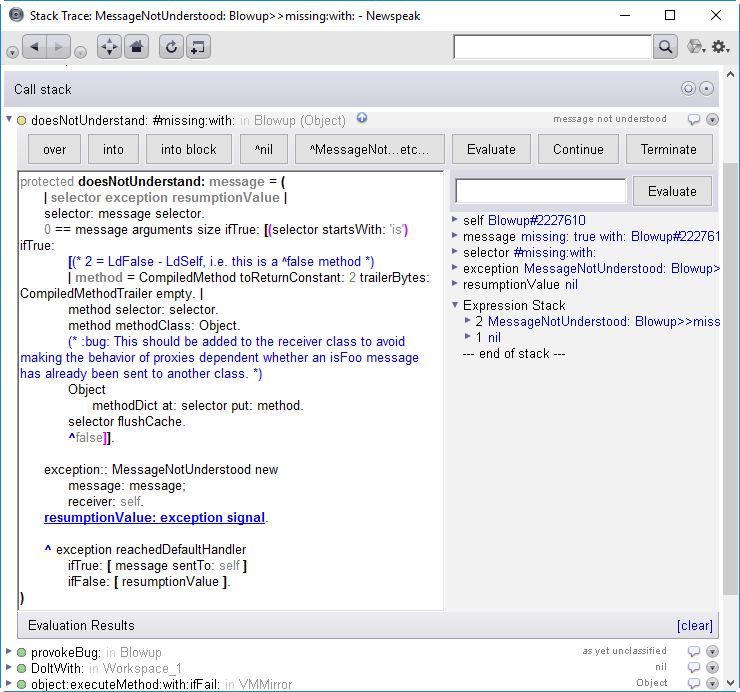 Stack Trace: MessageNotUnderstood: Blowup>>missing:with: - Newspeak
Call stack
doesNotUnderstand: #missing:with: in Blowup (Object)
message not understood
over
into
into block
^nil
^MessageNot...etc...
Evaluate
Continue
Terminate
protected doesNotUnderstand: message = (
| selector exception resumptionValue |
selector: message selector.
0 == message arguments size ifTrue: [(selector startsWith: 'is')
ifTrue:
[(* 2 = LdFalse - LdSelf, i.e. this is a ^false method *)
| method = CompiledMethod toReturnConstant: 2 trailerBytes:
CompiledMethodTrailer empty. |
method selector: selector.
method methodClass: Object.
(* :bug: This should be added to the receiver class to avoid
making the behavior of proxies dependent whether an isFoo message
has already been sent to another class. *)
Object
methodDict at: selector put: method.
selector flushCache.
^false]].
exception:: MessageNotUnderstood new
message: message;
receiver: self.
resumptionValue: exception signal.
^ exception reachedDefaultHandler
ifTrue: [ message sentTo: self ]
ifFalse: [ resumptionValue ].
)
Evaluate
self Blowup#2227610
message missing: true with: Blowup#222761
selector #missing:with:
exception MessageNotUnderstood: Blowup>
resumptionValue nil
Expression Stack
2 MessageNotUnderstood: Blowup>>miss
1 nil
--- end of stack ---
Evaluation Results
[clear]
provokeBug: in Blowup
as yet unclassified
DoItWith: in Workspace_1
nil
object:executeMethod:with:ifFail: in VMMirror
Object